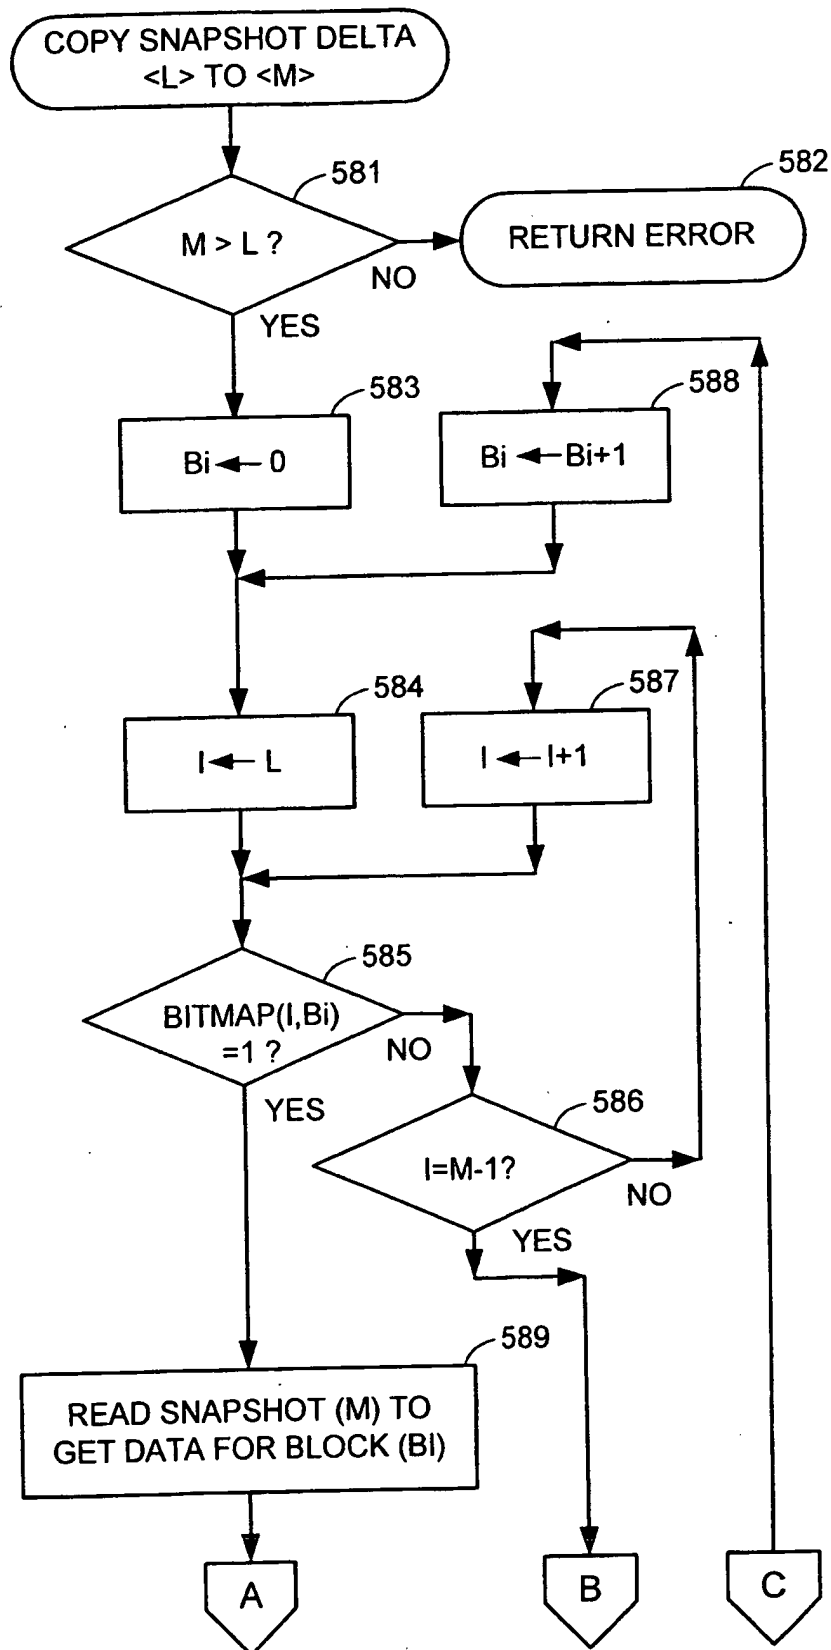 COPY SNAPSHOT DELTA
<L> TO <M>
581
M > L ?
NO
YES
582
RETURN ERROR
583
Bi ← 0
588
Bi ← Bi+1
584
I ← L
587
I ← I+1
585
BITMAP(I,Bi)
=1 ?
NO
YES
586
I=M-1?
NO
YES
589
READ SNAPSHOT (M) TO
GET DATA FOR BLOCK (BI)
A
B
C